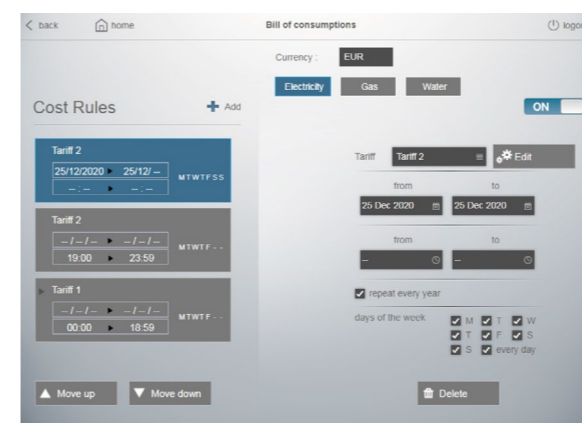 back
home
Bill of consumptions
logou
Currency :
EUR
Electricity
Gas
Water
Cost Rules
Add
ON
Tariff 2
25/12/2020 25/12/ --
-- : -- -- : --
MTWTFSS
Tariff 2
-- / -- / -- -- / -- / --
19:00 23:59
MTWTF - -
Tariff 1
-- / -- / -- -- / -- / --
00:00 18:59
MTWTF - -
Move up
Move down
Tariff
Tariff 2
Edit
from to
25 Dec 2020 25 Dec 2020
from to
-- --
repeat every year
days of the week
M T W
T F S
S every day
Delete